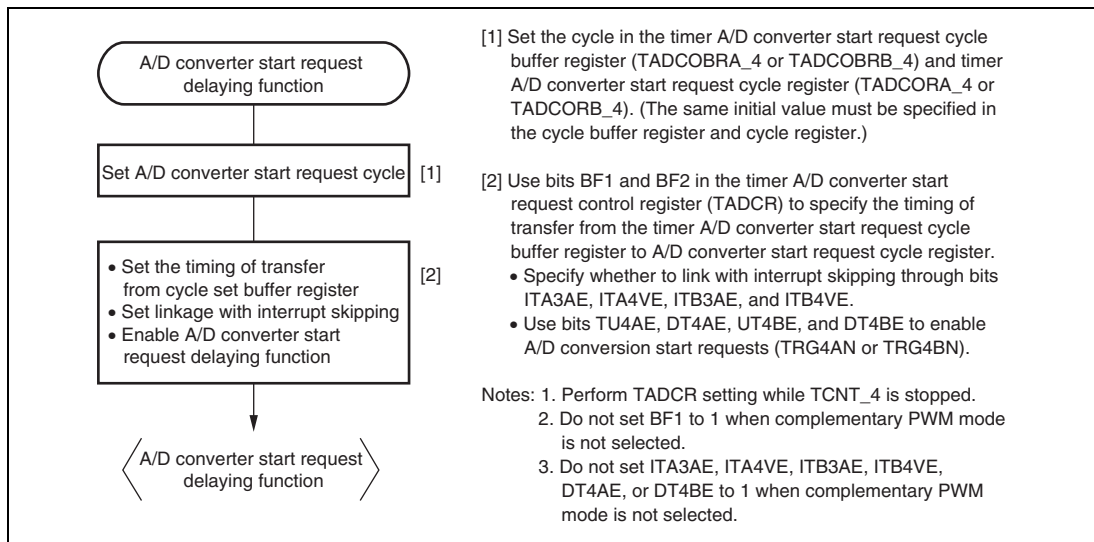 A/D converter start request
delaying function
Set A/D converter start request cycle
[1]
• Set the timing of transfer
from cycle set buffer register
• Set linkage with interrupt skipping
• Enable A/D converter start
request delaying function
[2]
A/D converter start request
delaying function
[1] Set the cycle in the timer A/D converter start request cycle
buffer register (TADCOBRA_4 or TADCOBRB_4) and timer
A/D converter start request cycle register (TADCORA_4 or
TADCORB_4). (The same initial value must be specified in
the cycle buffer register and cycle register.)
[2] Use bits BF1 and BF2 in the timer A/D converter start
request control register (TADCR) to specify the timing of
transfer from the timer A/D converter start request cycle
buffer register to A/D converter start request cycle register.
• Specify whether to link with interrupt skipping through bits
ITA3AE, ITA4VE, ITB3AE, and ITB4VE.
• Use bits TU4AE, DT4AE, UT4BE, and DT4BE to enable
A/D conversion start requests (TRG4AN or TRG4BN).
Notes: 1. Perform TADCR setting while TCNT_4 is stopped.
2. Do not set BF1 to 1 when complementary PWM mode
is not selected.
3. Do not set ITA3AE, ITA4VE, ITB3AE, ITB4VE,
DT4AE, or DT4BE to 1 when complementary PWM
mode is not selected.